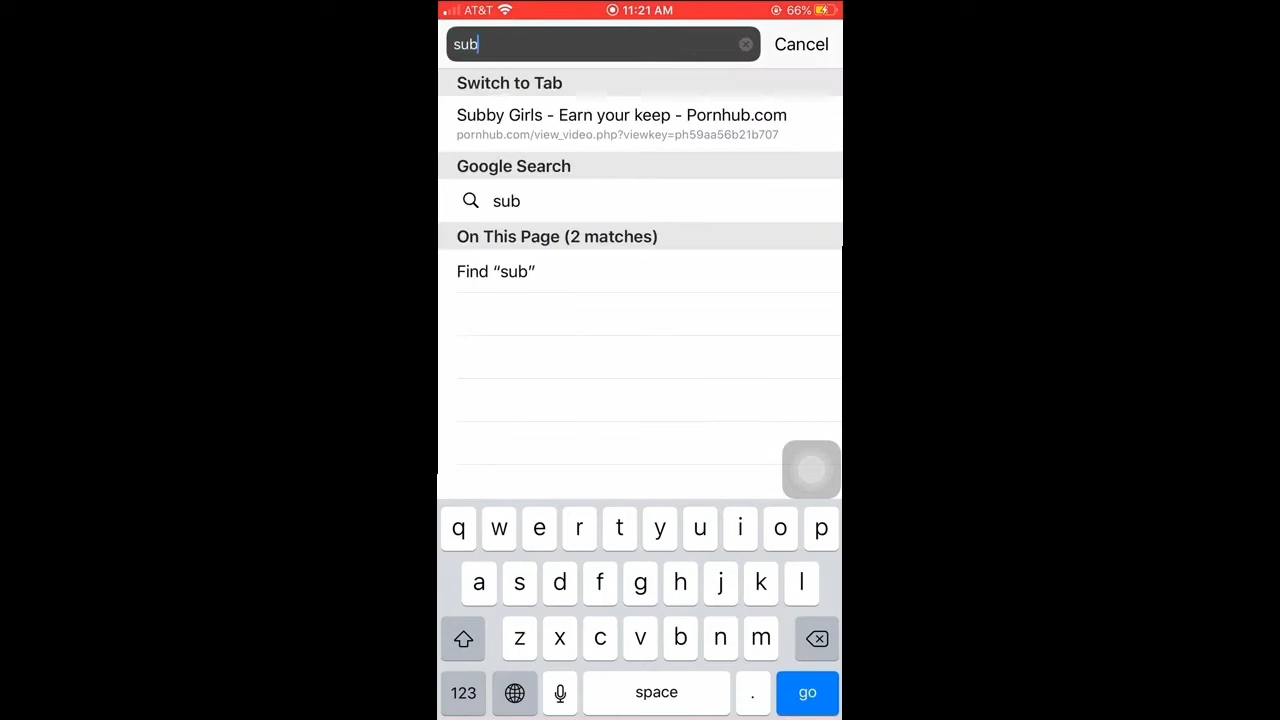 AT&T 11:21 AM 66%
sub Cancel
Switch to Tab
Subby Girls - Earn your keep - Pornhub.com
pornhub.com/view_video.php?viewkey=ph59aa56b21b707
Google Search
sub
On This Page (2 matches)
Find “sub”
q w e r t y u i o p
a s d f g h j k l
z x c v b n m
123 space . go